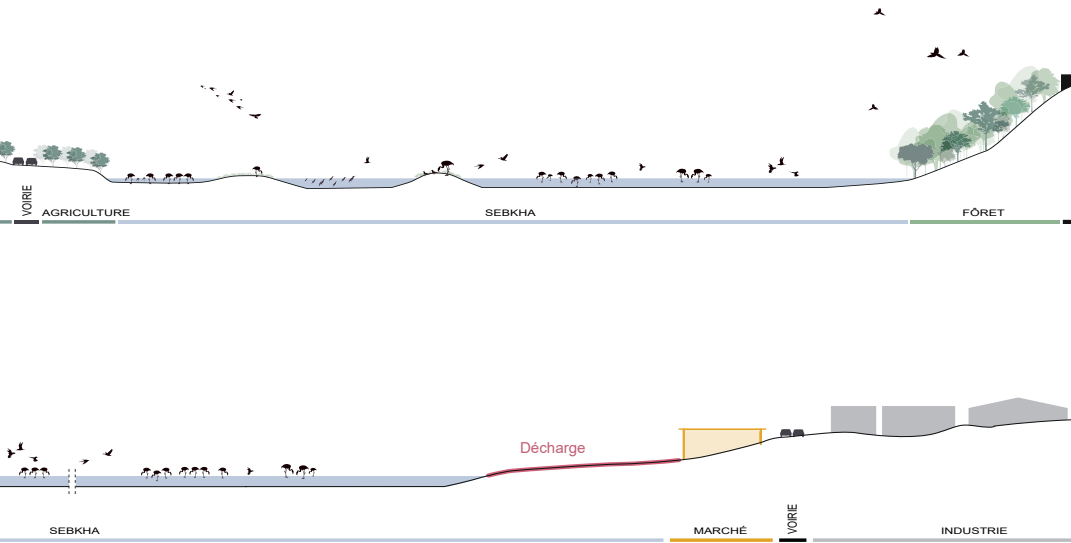 VOIRIE
AGRICULTURE
SEBKHA
FÔRET
Décharge
SEBKHA
MARCHÉ
VOIRIE
INDUSTRIE